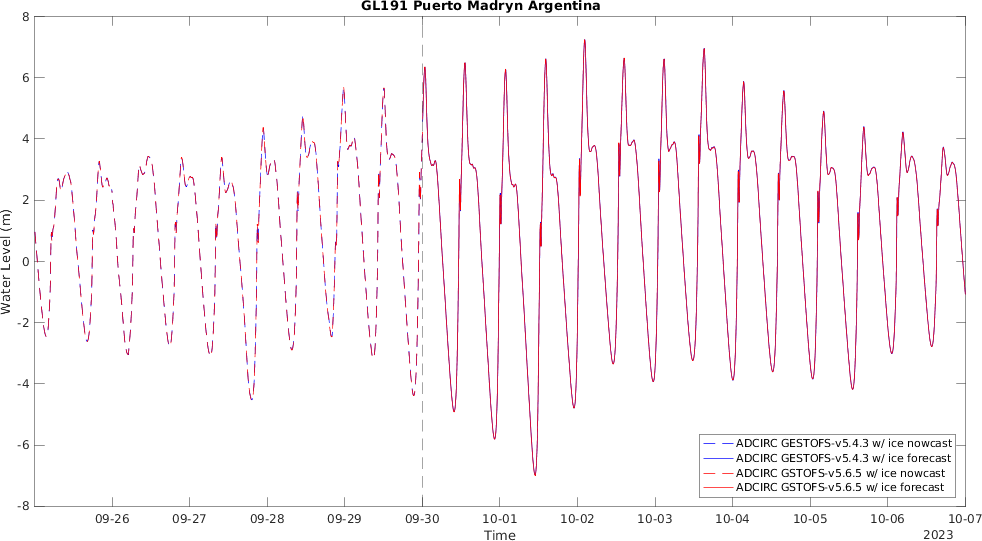 GL191 Puerto Madryn Argentina
8
6
4
2
0
-2
-4
-6
-8
Water Level (m)
09-26 09-27 09-28 09-29 09-30 10-01 10-02 10-03 10-04 10-05 10-06 10-07
Time
2023
ADCIRC GESTOFS-v5.4.3 w/ ice nowcast
ADCIRC GESTOFS-v5.4.3 w/ ice forecast
ADCIRC GSTOFS-v5.6.5 w/ ice nowcast
ADCIRC GSTOFS-v5.6.5 w/ ice forecast